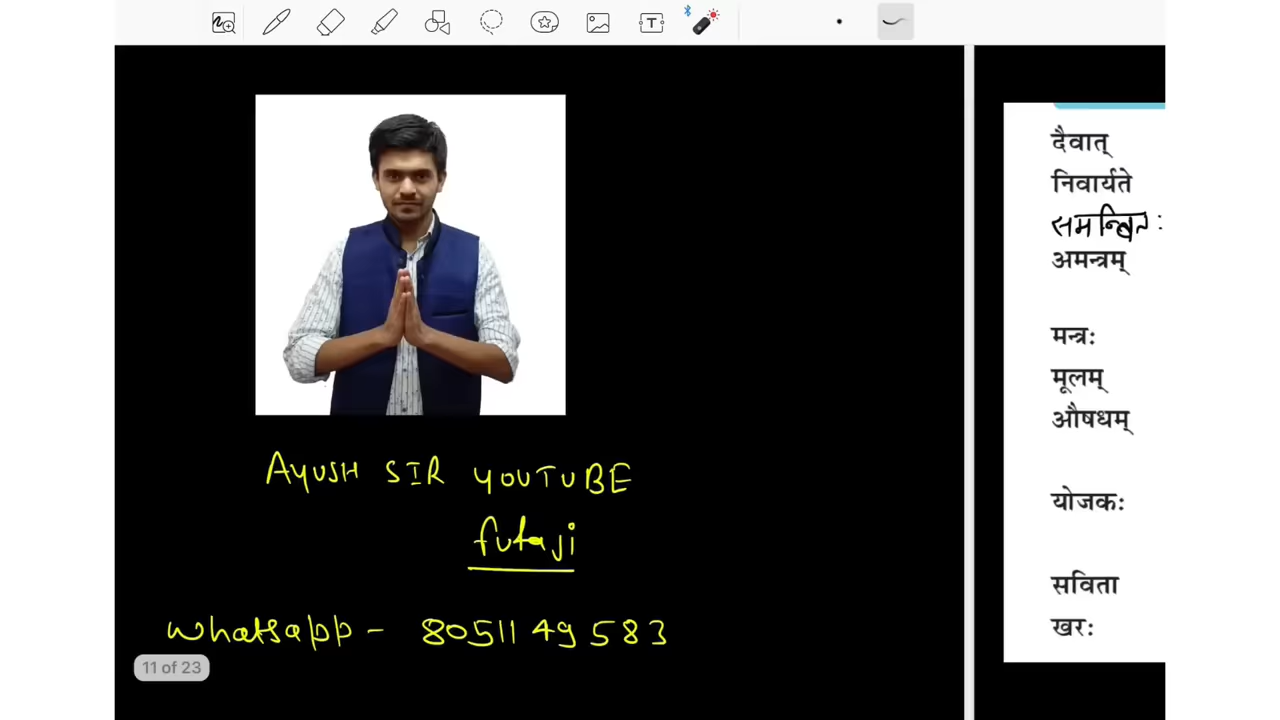 AYUSH SIR YOUTUBE
futaji
whatsapp - 8051149583
11 of 23
दैवात्
निवार्यते
समन्वितः
अमन्त्रम्
मन्त्रः
मूलम्
औषधम्
योजकः
सविता
खरः